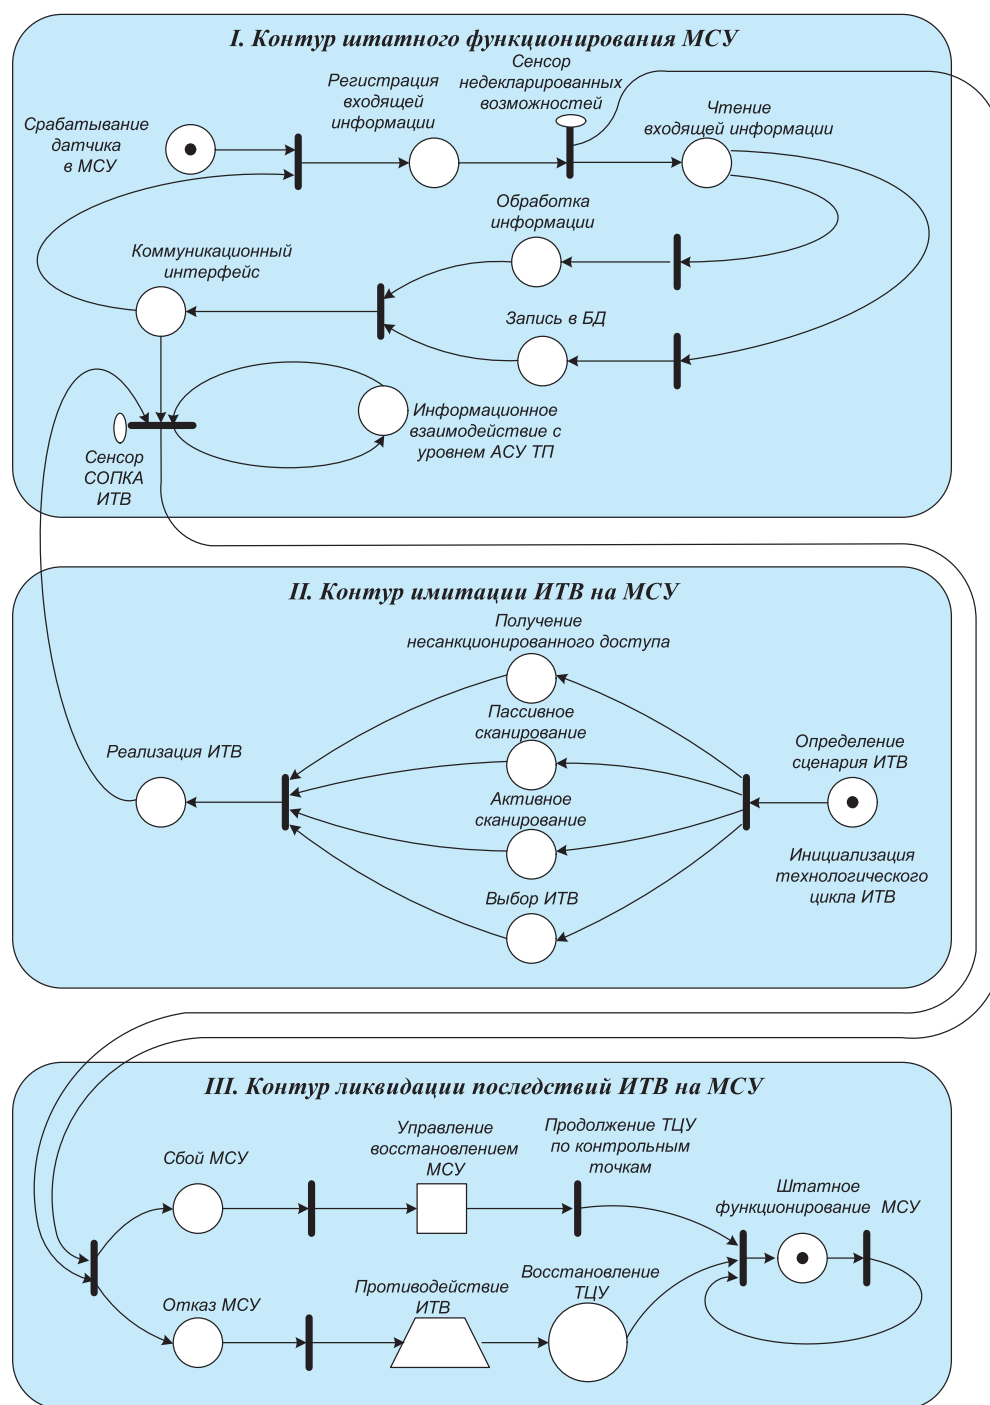 I. Контур штатного функционирования МСУ
Сенсор
недекларированных
возможностей
Регистрация
входящей
информации
Чтение
входящей информации
Срабатывание
датчика
в МСУ
Обработка
информации
Коммуникационный
интерфейс
Запись в БД
Информационное
взаимодействие с
уровнем АСУ ТП
Сенсор
СОПКА
ИТВ
II. Контур имитации ИТВ на МСУ
Получение
несанкционированного доступа
Пассивное
сканирование
Реализация ИТВ
Определение
сценария ИТВ
Активное
сканирование
Инициализация
технологического
цикла ИТВ
Выбор ИТВ
III. Контур ликвидации последствий ИТВ на МСУ
Сбой МСУ
Управление
восстановлением
МСУ
Продолжение ТЦУ
по контрольным
точкам
Штатное
функционирование МСУ
Отказ МСУ
Противодействие
ИТВ
Восстановление
ТЦУ